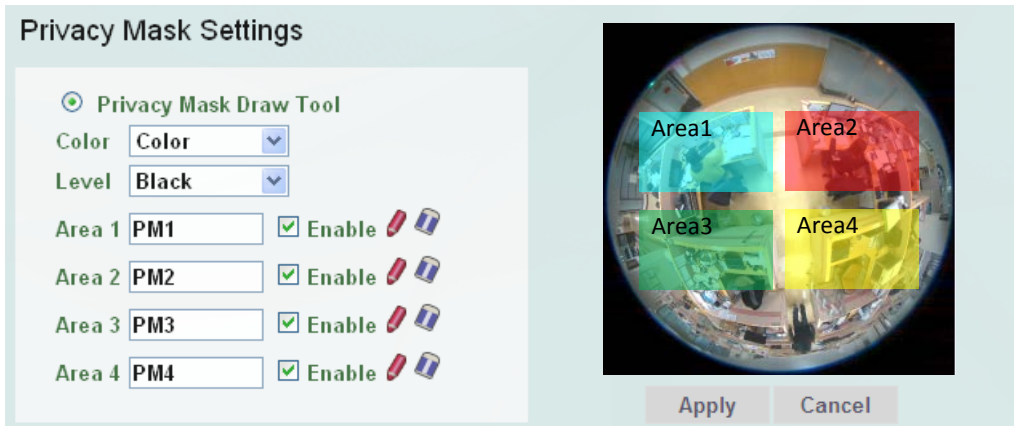 Privacy Mask Settings
Privacy Mask Draw Tool
Color Color
Level Black
Area 1 PM1 Enable
Area 2 PM2 Enable
Area 3 PM3 Enable
Area 4 PM4 Enable
Area1 Area2
Area3 Area4
Apply Cancel